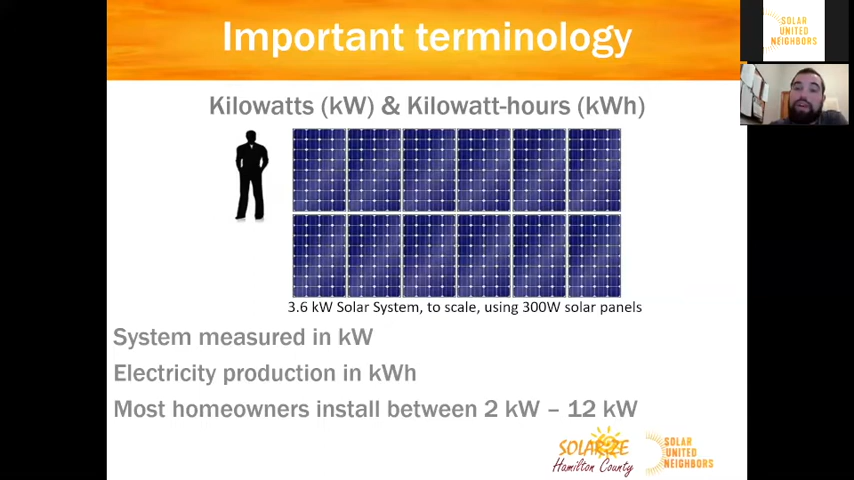 Important terminology
Kilowatts (kW) & Kilowatt-hours (kWh)
3.6 kW Solar System, to scale, using 300W solar panels
System measured in kW
Electricity production in kWh
Most homeowners install between 2 kW – 12 kW
SOLARIZE
Hamilton County
SOLAR
UNITED
NEIGHBORS
SOLAR
UNITED
NEIGHBORS